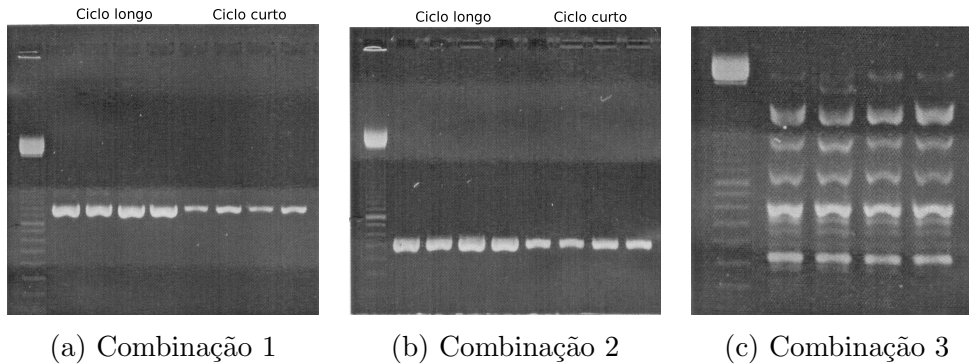 Ciclo longo Ciclo curto
Ciclo longo Ciclo curto
(a) Combinação 1
(b) Combinação 2
(c) Combinação 3